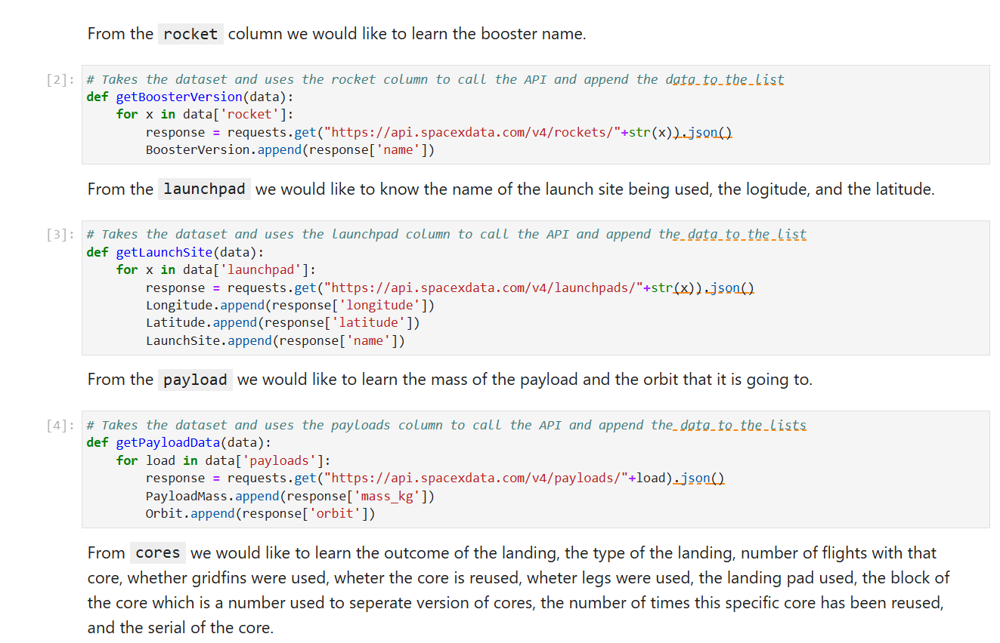 From the rocket column we would like to learn the booster name.
[2]: # Takes the dataset and uses the rocket column to call the API and append the data to the list
def getBoosterVersion(data):
    for x in data['rocket']:
        response = requests.get("https://api.spacexdata.com/v4/rockets/"+str(x)).json()
        BoosterVersion.append(response['name'])
From the launchpad we would like to know the name of the launch site being used, the logitude, and the latitude.
[3]: # Takes the dataset and uses the launchpad column to call the API and append the data to the list
def getLaunchSite(data):
    for x in data['launchpad']:
        response = requests.get("https://api.spacexdata.com/v4/launchpads/"+str(x)).json()
        Longitude.append(response['longitude'])
        Latitude.append(response['latitude'])
        LaunchSite.append(response['name'])
From the payload we would like to learn the mass of the payload and the orbit that it is going to.
[4]: # Takes the dataset and uses the payloads column to call the API and append the data to the lists
def getPayloadData(data):
    for load in data['payloads']:
        response = requests.get("https://api.spacexdata.com/v4/payloads/"+load).json()
        PayloadMass.append(response['mass_kg'])
        Orbit.append(response['orbit'])
From cores we would like to learn the outcome of the landing, the type of the landing, number of flights with that
core, whether gridfins were used, wheter the core is reused, wheter legs were used, the landing pad used, the block of
the core which is a number used to seperate version of cores, the number of times this specific core has been reused,
and the serial of the core.